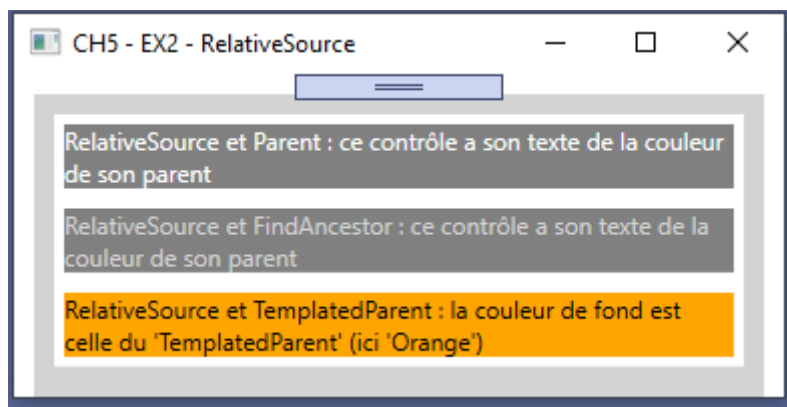 CH5 - EX2 - RelativeSource
RelativeSource et Parent : ce contrôle a son texte de la couleur
de son parent
RelativeSource et FindAncestor : ce contrôle a son texte de la
couleur de son parent
RelativeSource et TemplatedParent : la couleur de fond est
celle du 'TemplatedParent' (ici 'Orange')